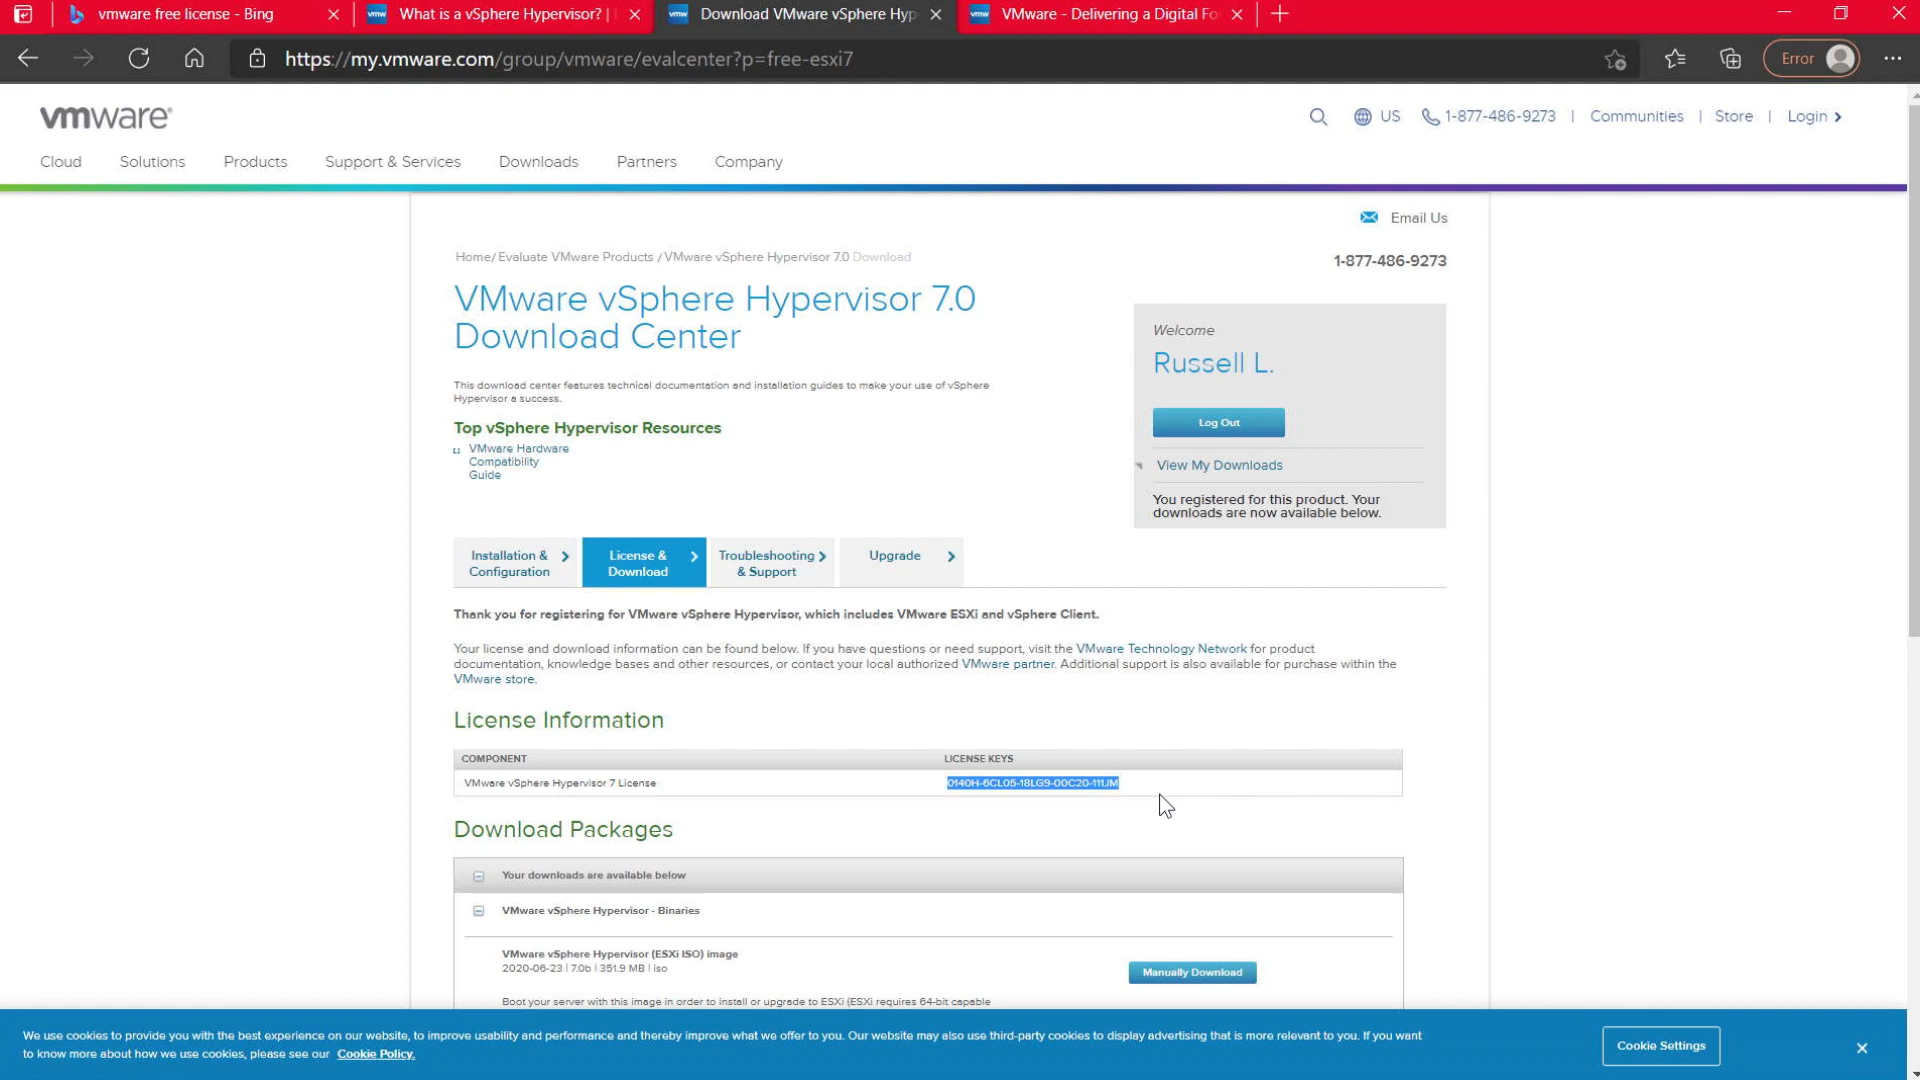 vmware free license - Bing
What is a vSphere Hypervisor? |
Download VMware vSphere Hyp
VMware - Delivering a Digital Fo
https://my.vmware.com/group/vmware/evalcenter?p=free-esxi7
Error
vmware®
US
1-877-486-9273 | Communities | Store | Login
Cloud Solutions Products Support & Services Downloads Partners Company
Email Us
Home/ Evaluate VMware Products / VMware vSphere Hypervisor 7.0 Download
1-877-486-9273
VMware vSphere Hypervisor 7.0
Download Center
This download center features technical documentation and installation guides to make your use of vSphere
Hypervisor a success.
Top vSphere Hypervisor Resources
VMware Hardware
Compatibility
Guide
Welcome
Russell L.
Log Out
View My Downloads
You registered for this product. Your
downloads are now available below.
Installation &
Configuration
License &
Download
Troubleshooting
& Support
Upgrade
Thank you for registering for VMware vSphere Hypervisor, which includes VMware ESXi and vSphere Client.
Your license and download information can be found below. If you have questions or need support, visit the VMware Technology Network for product
documentation, knowledge bases and other resources, or contact your local authorized VMware partner. Additional support is also available for purchase within the
VMware store.
License Information
COMPONENT LICENSE KEYS
VMware vSphere Hypervisor 7 License 0140H-6CL05-18LG9-00C20-111JM
Download Packages
Your downloads are available below
VMware vSphere Hypervisor - Binaries
VMware vSphere Hypervisor (ESXi ISO) image
2020-06-23 | 7.0b | 351.9 MB | iso
Manually Download
Boot your server with this image in order to install or upgrade to ESXi (ESXi requires 64-bit capable
We use cookies to provide you with the best experience on our website, to improve usability and performance and thereby improve what we offer to you. Our website may also use third-party cookies to display advertising that is more relevant to you. If you want
to know more about how we use cookies, please see our Cookie Policy.
Cookie Settings